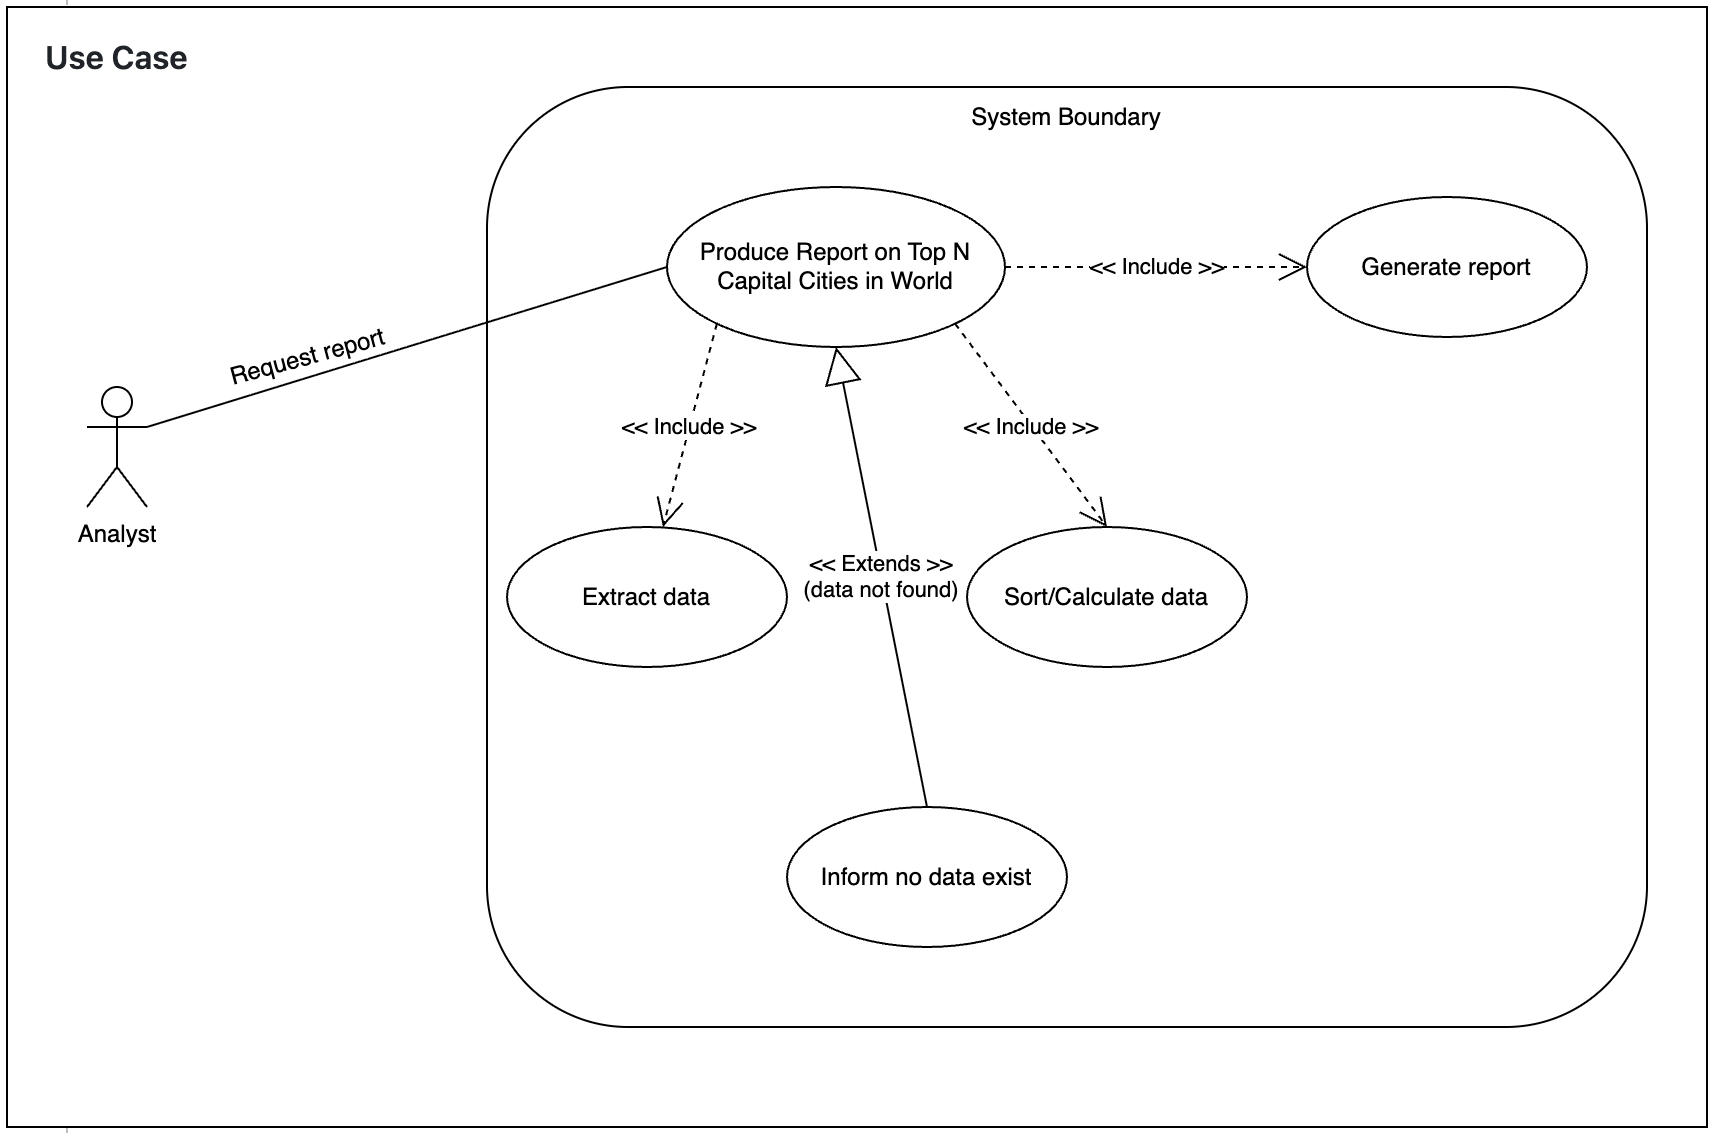 Use Case
System Boundary
Produce Report on Top N
Capital Cities in World
<< Include >>
Generate report
Request report
<< Include >>
<< Include >>
Analyst
<< Extends >>
(data not found)
Extract data
Sort/Calculate data
Inform no data exist